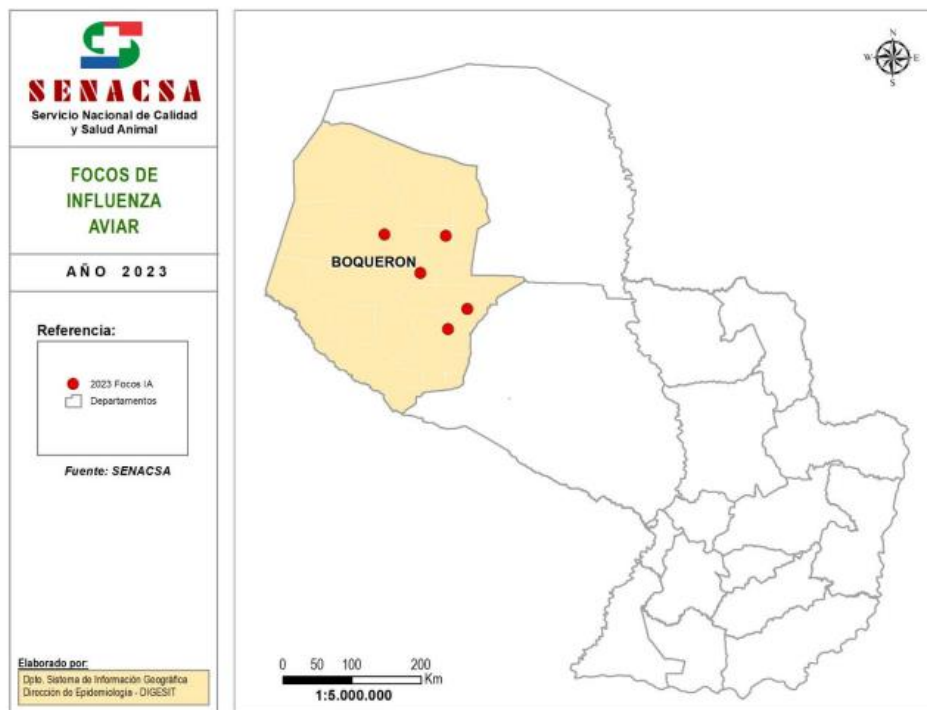 SENACSA
Servicio Nacional de Calidad
y Salud Animal
FOCOS DE
INFLUENZA
AVIAR
AÑO 2023
Referencia:
2023 Focos IA
Departamentos
Fuente: SENACSA
Elaborado por:
Dpto. Sistema de Información Geográfica
Dirección de Epidemiología - DIGESIT
N
W E
S
BOQUERON
0 50 100 200
Km
1:5.000.000